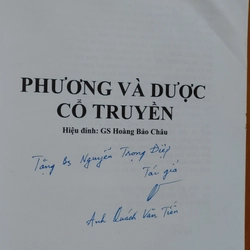 PHƯƠNG VÀ DƯỢC
CỔ TRUYỀN
Hiệu đính: GS Hoàng Bảo Châu
Tặng Bs Nguyễn Trọng Điệp
Tác giả
Anh Quách Văn Tiến